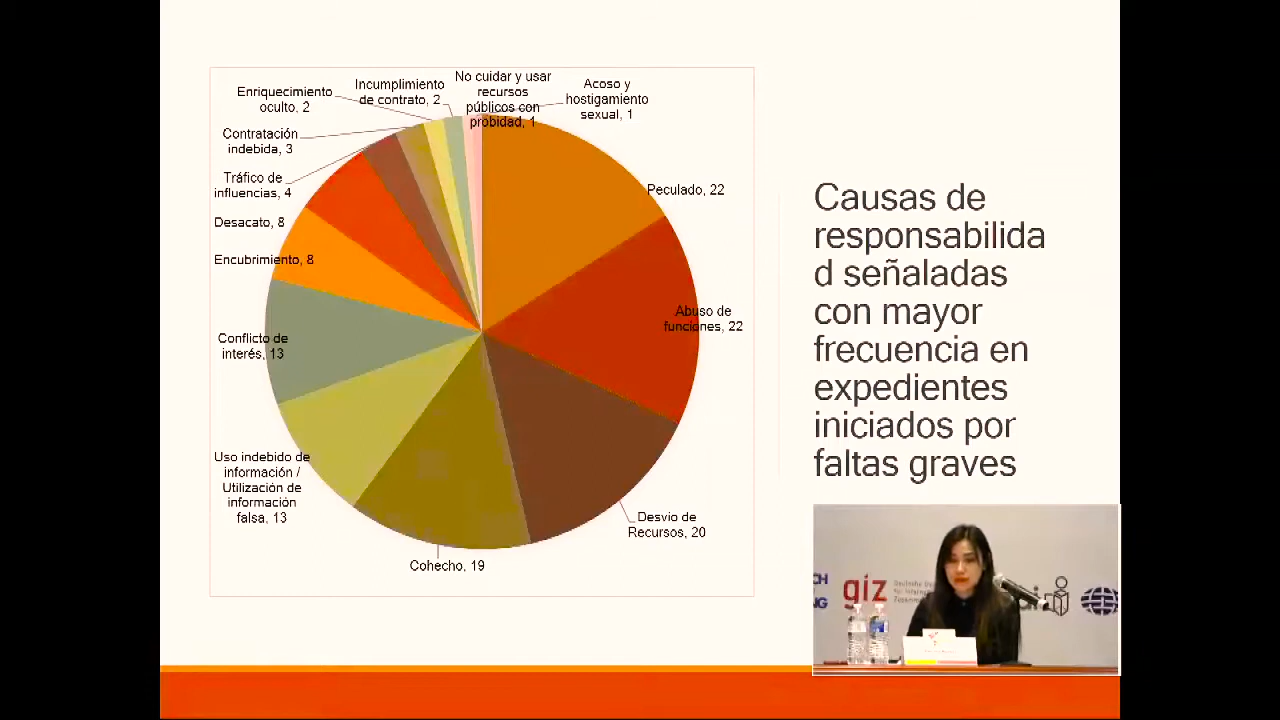 No cuidar y usar
recursos
públicos con
probidad, 1
Acoso y
hostigamiento
sexual, 1
Incumplimiento
de contrato, 2
Enriquecimiento
oculto, 2
Contratación
indebida, 3
Tráfico de
influencias, 4
Desacato, 8
Encubrimiento, 8
Conflicto de
interés, 13
Uso indebido de
información /
Utilización de
información
falsa, 13
Cohecho, 19
Desvío de
Recursos, 20
Abuso de
funciones, 22
Peculado, 22
Causas de
responsabilida
d señaladas
con mayor
frecuencia en
expedientes
iniciados por
faltas graves
CH
NG
giz